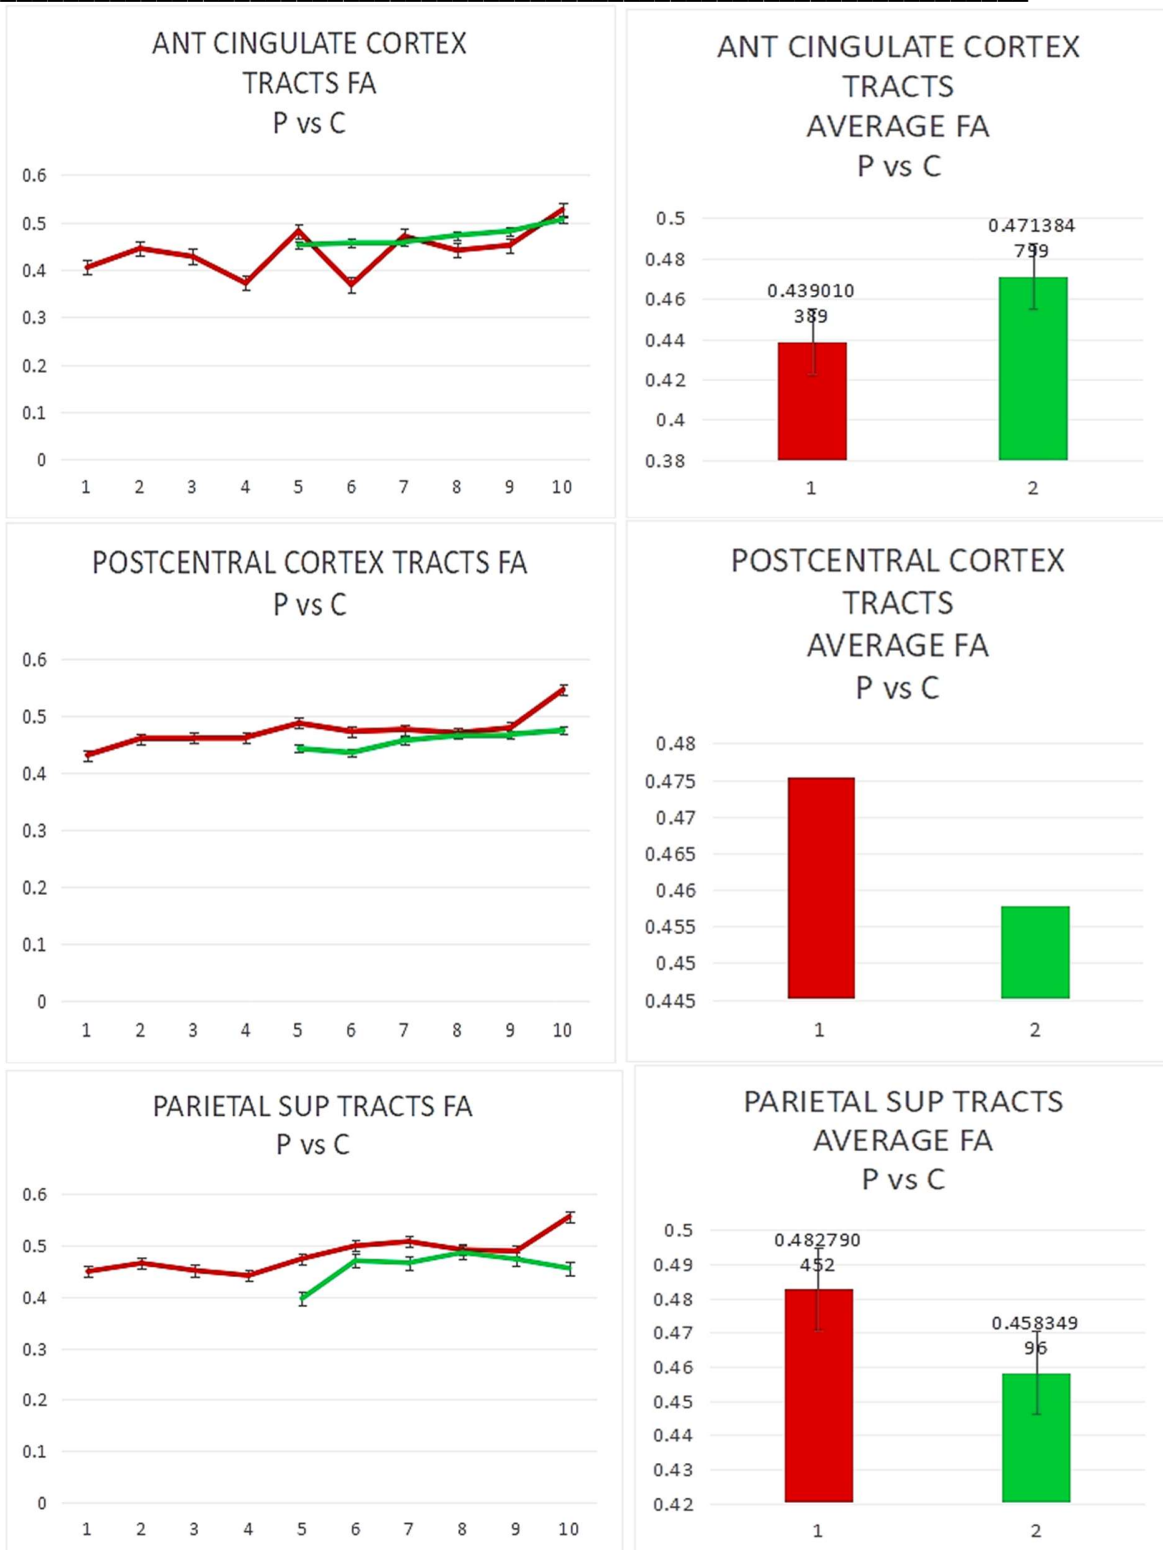 ANT CINGULATE CORTEX
TRACTS FA
P vs C
0.6
0.5
0.4
0.3
0.2
0.1
0
1 2 3 4 5 6 7 8 9 10
ANT CINGULATE CORTEX
TRACTS
AVERAGE FA
P vs C
0.5
0.48
0.46
0.44
0.42
0.4
0.38
0.439010
389
0.471384
799
1 2
POSTCENTRAL CORTEX TRACTS FA
P vs C
0.6
0.5
0.4
0.3
0.2
0.1
0
1 2 3 4 5 6 7 8 9 10
POSTCENTRAL CORTEX
TRACTS
AVERAGE FA
P vs C
0.48
0.475
0.47
0.465
0.46
0.455
0.45
0.445
1 2
PARIETAL SUP TRACTS FA
P vs C
0.6
0.5
0.4
0.3
0.2
0.1
0
1 2 3 4 5 6 7 8 9 10
PARIETAL SUP TRACTS
AVERAGE FA
P vs C
0.5
0.49
0.48
0.47
0.46
0.45
0.44
0.43
0.42
0.482790
452
0.458349
96
1 2